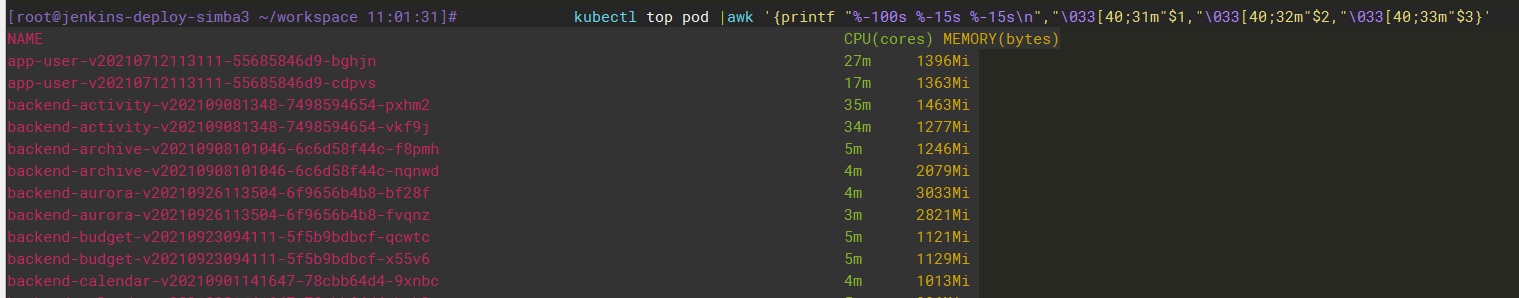 [root@jenkins-deploy-simba3 ~/workspace 11:01:31]# kubectl top pod |awk '{printf "%-100s %-15s %-15s\n","\033[40;31m"$1,"\033[40;32m"$2,"\033[40;33m"$3}'
NAME CPU(cores) MEMORY(bytes)
app-user-v20210712113111-55685846d9-bghjn 27m 1396Mi
app-user-v20210712113111-55685846d9-cdpvs 17m 1363Mi
backend-activity-v202109081348-7498594654-pxhm2 35m 1463Mi
backend-activity-v202109081348-7498594654-vkf9j 34m 1277Mi
backend-archive-v20210908101046-6c6d58f44c-f8pmh 5m 1246Mi
backend-archive-v20210908101046-6c6d58f44c-nqnwd 4m 2079Mi
backend-aurora-v20210926113504-6f9656b4b8-bf28f 4m 3033Mi
backend-aurora-v20210926113504-6f9656b4b8-fvqnz 3m 2821Mi
backend-budget-v20210923094111-5f5b9bdbcf-qcwtc 5m 1121Mi
backend-budget-v20210923094111-5f5b9bdbcf-x55v6 5m 1129Mi
backend-calendar-v20210901141647-78cbb64d4-9xnbc 4m 1013Mi